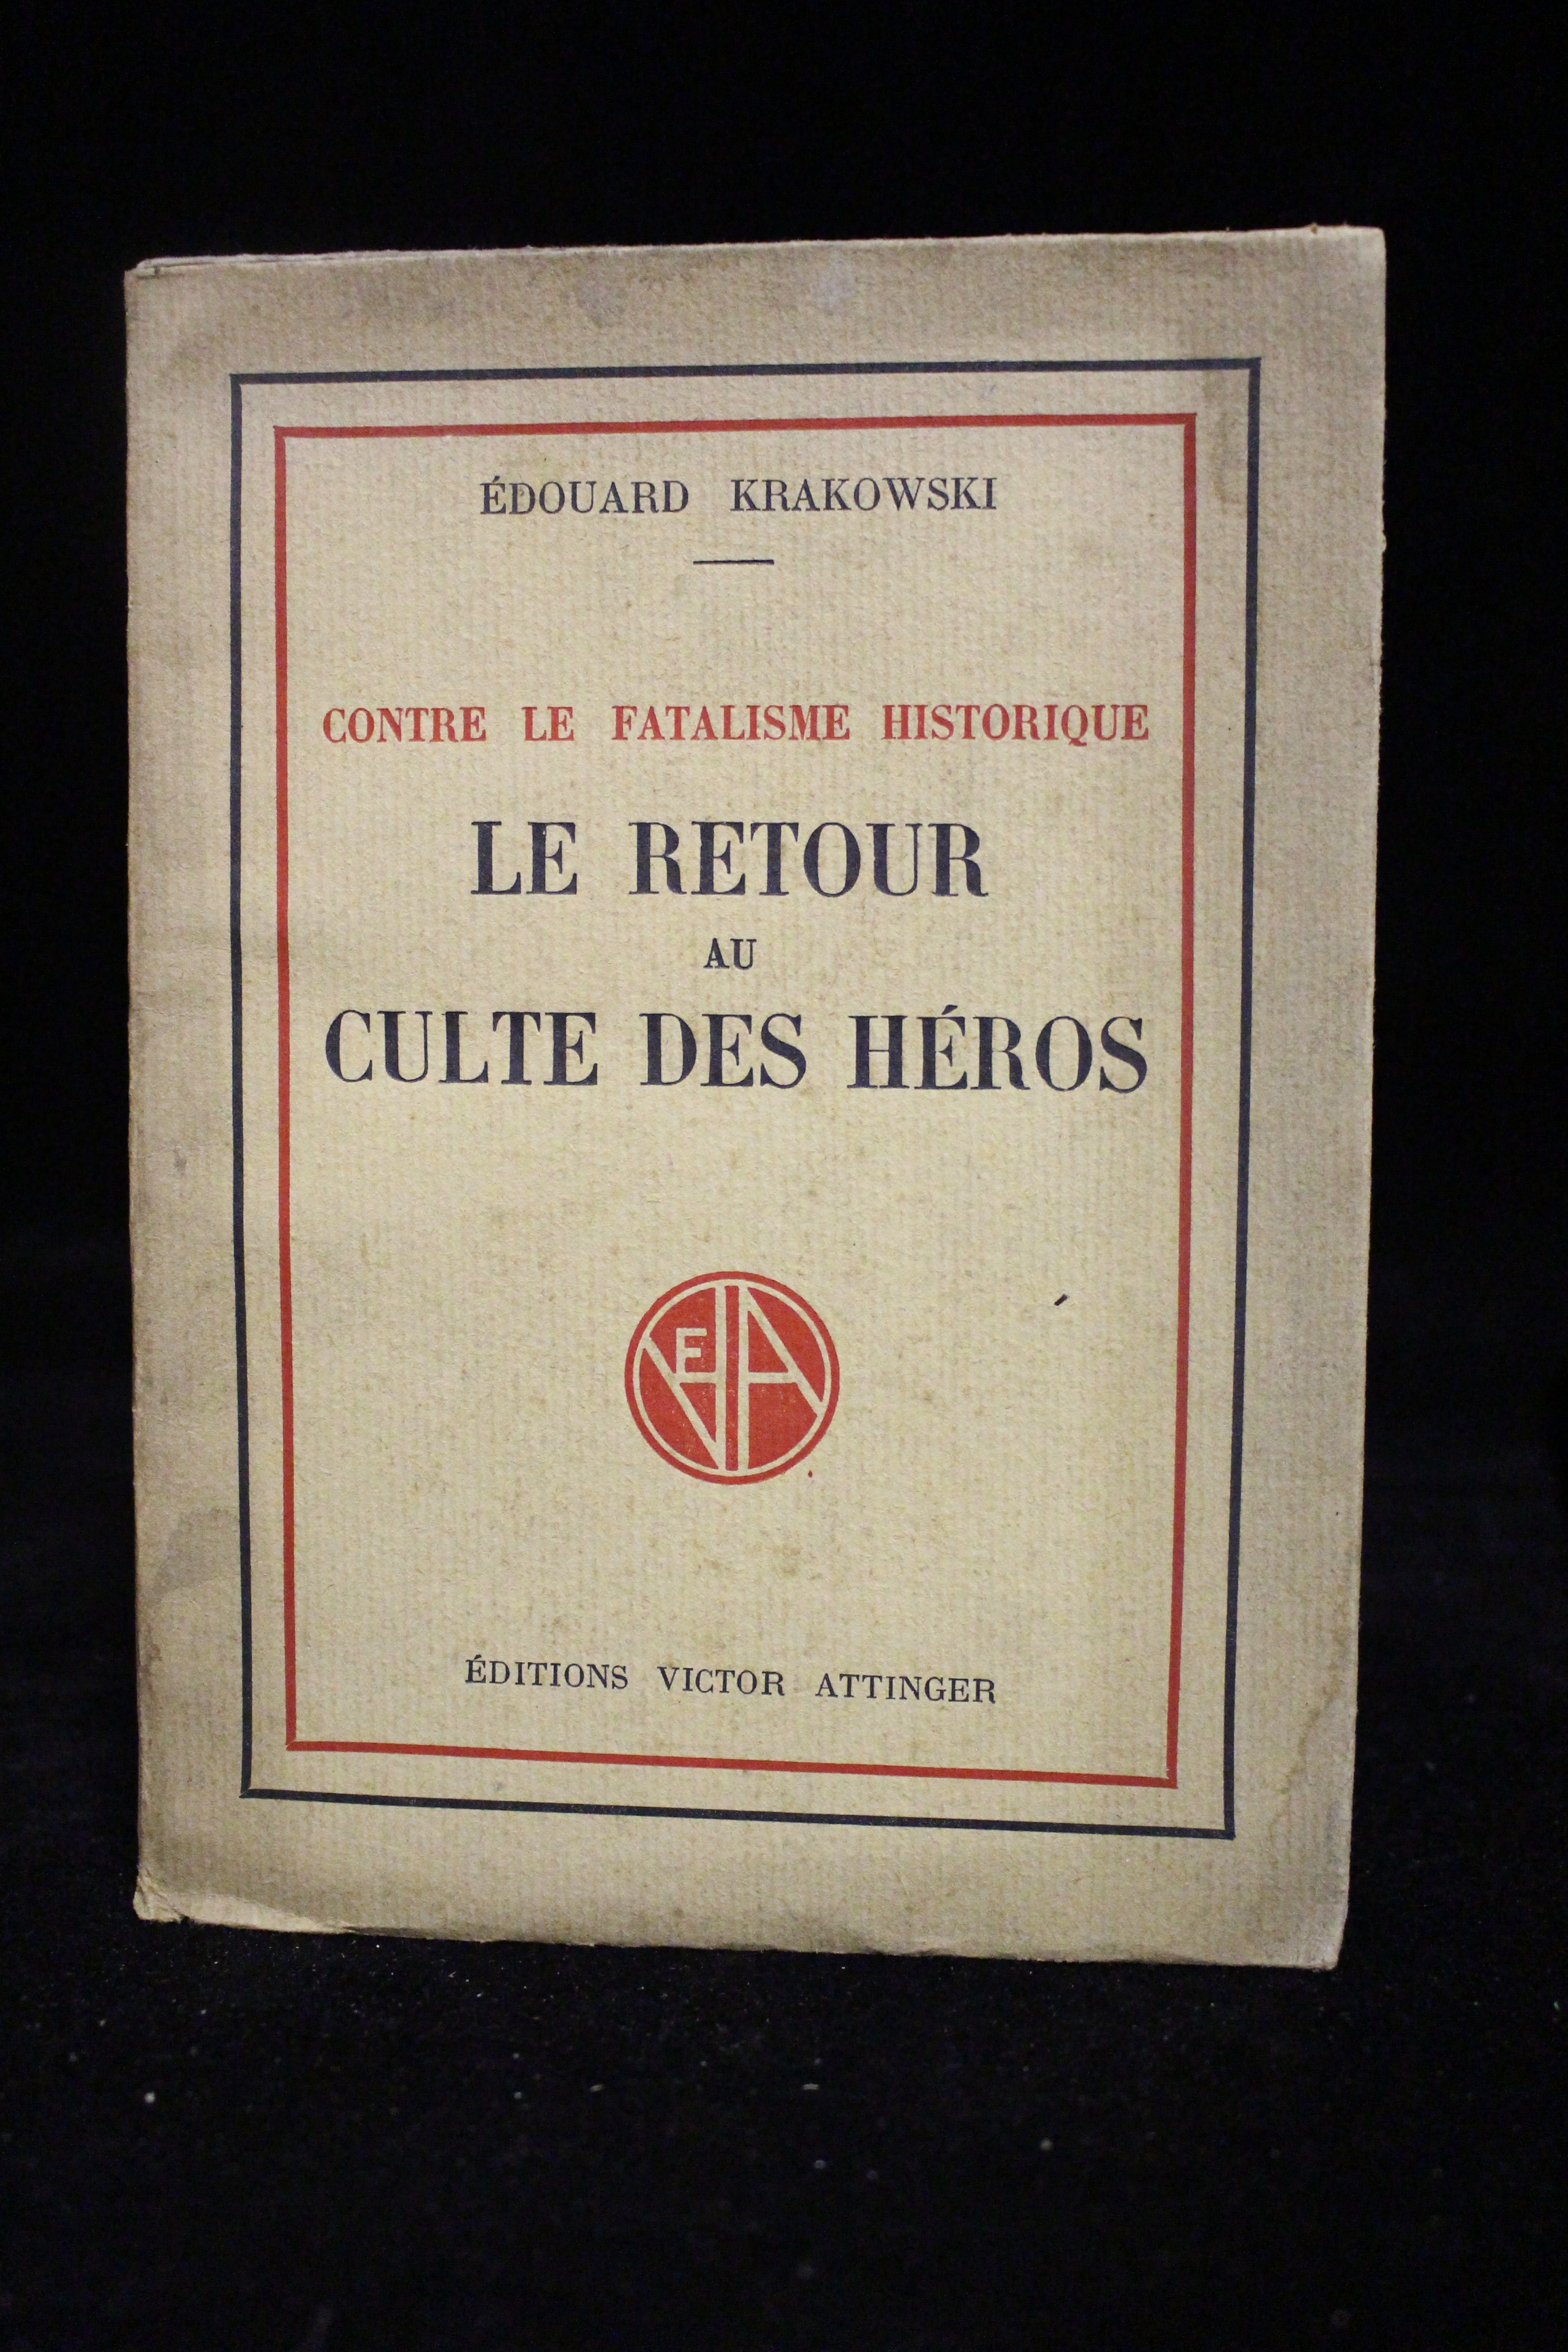 ÉDOUARD KRAKOWSKI
CONTRE LE FATALISME HISTORIQUE
LE RETOUR
AU
CULTE DES HÉROS
EVA
ÉDITIONS VICTOR ATTINGER